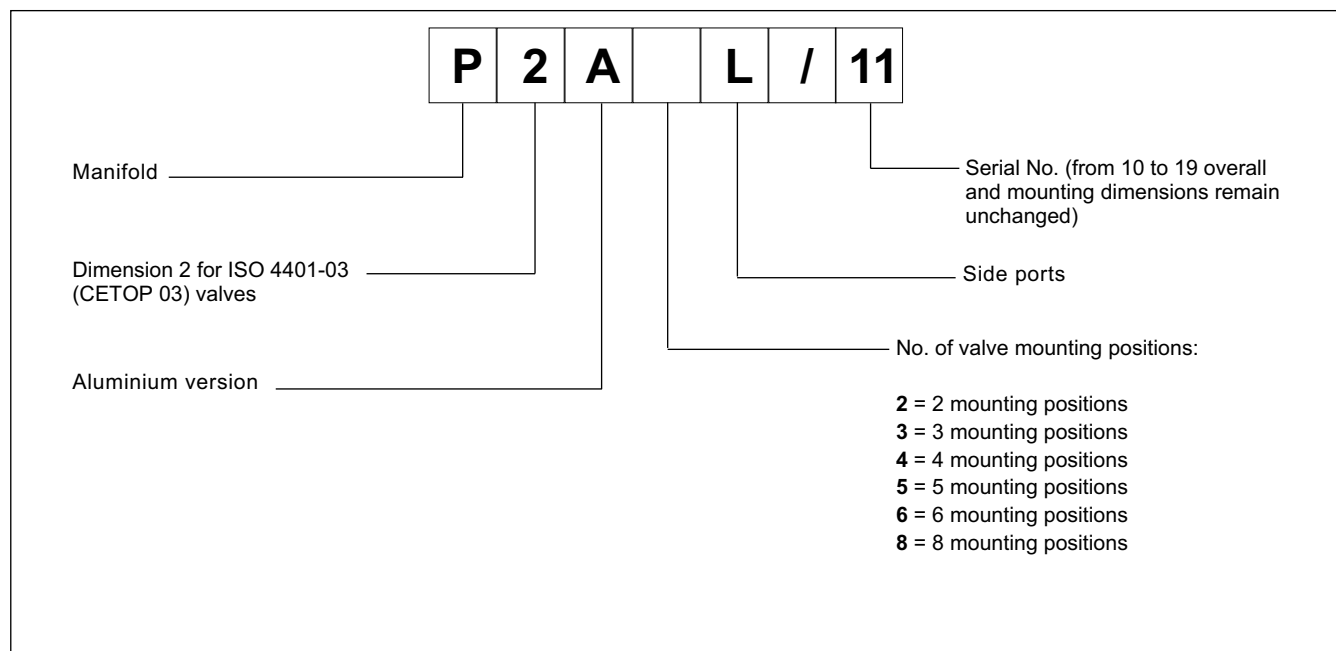 P 2 A L / 11
Manifold
Serial No. (from 10 to 19 overall
and mounting dimensions remain
unchanged)
Dimension 2 for ISO 4401-03
(CETOP 03) valves
Side ports
No. of valve mounting positions:
Aluminium version
2 = 2 mounting positions
3 = 3 mounting positions
4 = 4 mounting positions
5 = 5 mounting positions
6 = 6 mounting positions
8 = 8 mounting positions